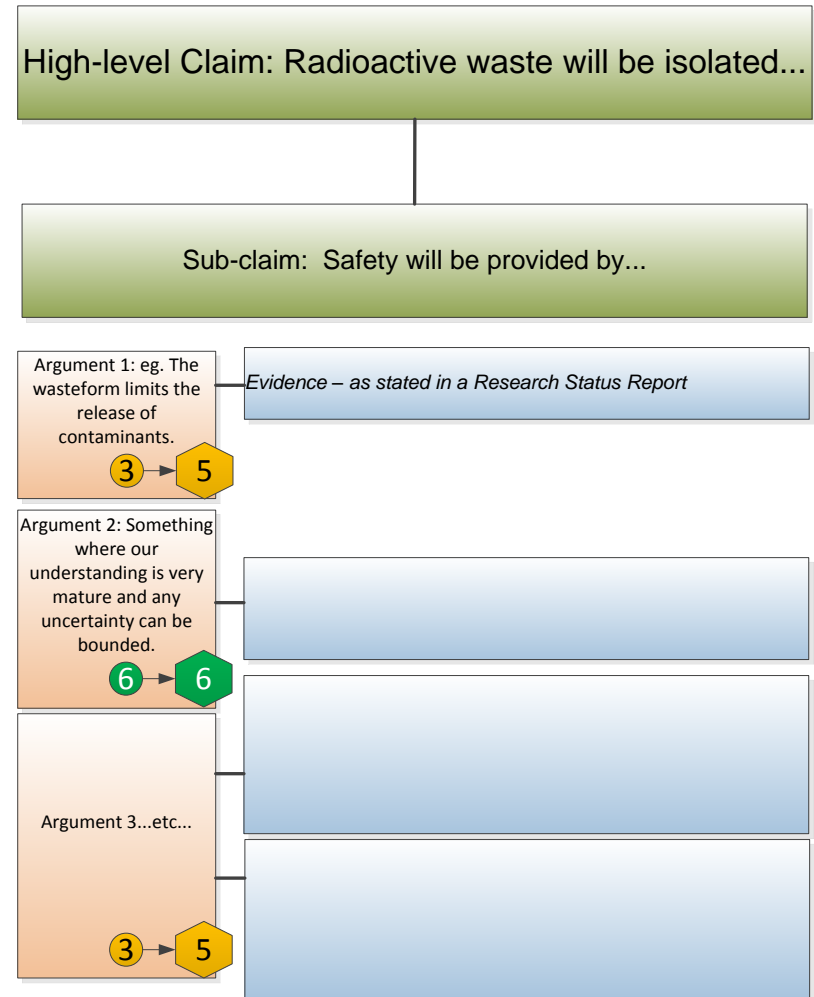 High-level Claim: Radioactive waste will be isolated...
Sub-claim:  Safety will be provided by...
Argument 1: eg. The
wasteform limits the
release of
contaminants.
3 5
Evidence – as stated in a Research Status Report
Argument 2: Something
where our
understanding is very
mature and any
uncertainty can be
bounded.
6 6
Argument 3...etc...
3 5